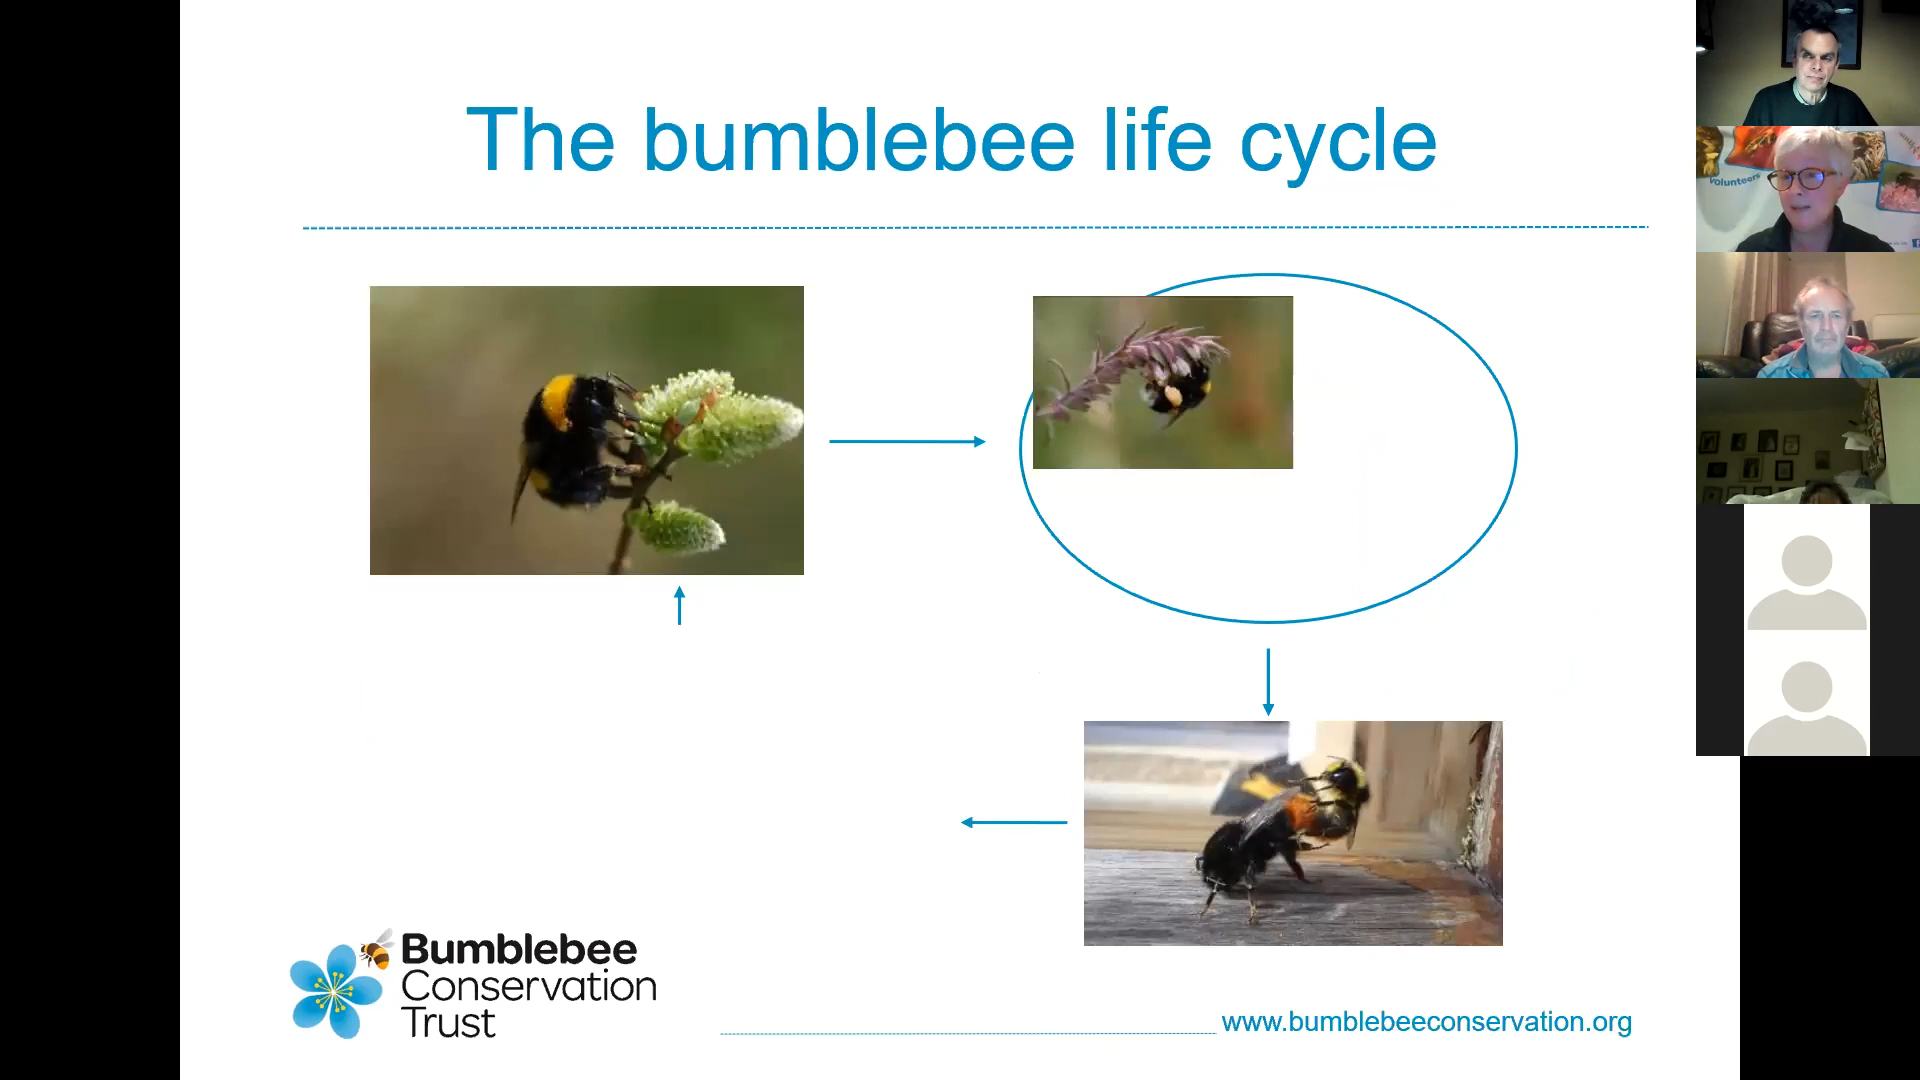 The bumblebee life cycle
volunteers
Bumblebee
Conservation
Trust
www.bumblebeeconservation.org